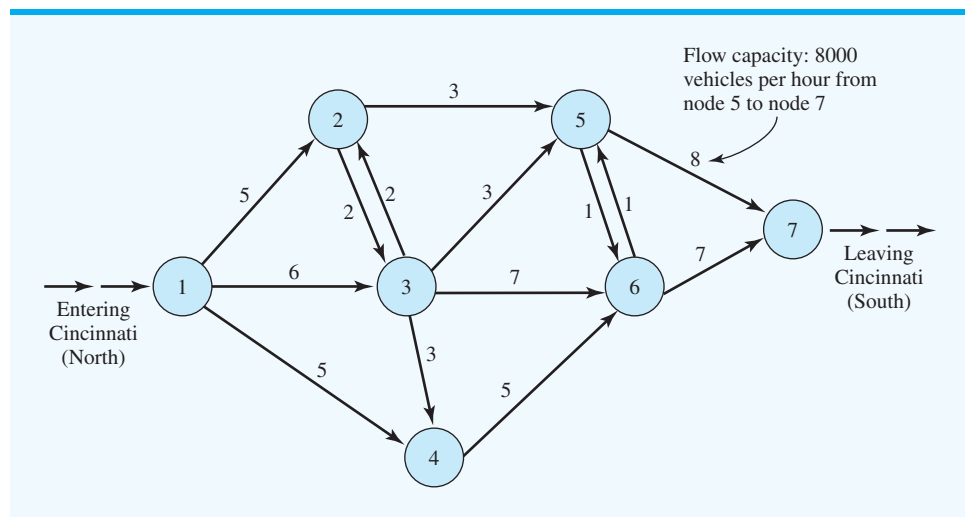 Flow capacity: 8000
vehicles per hour from
node 5 to node 7
3
2
5
8
5
2
2
3
1
1
7
6
7
7
1
3
6
Entering
Cincinnati
(North)
Leaving
Cincinnati
(South)
5
3
5
4